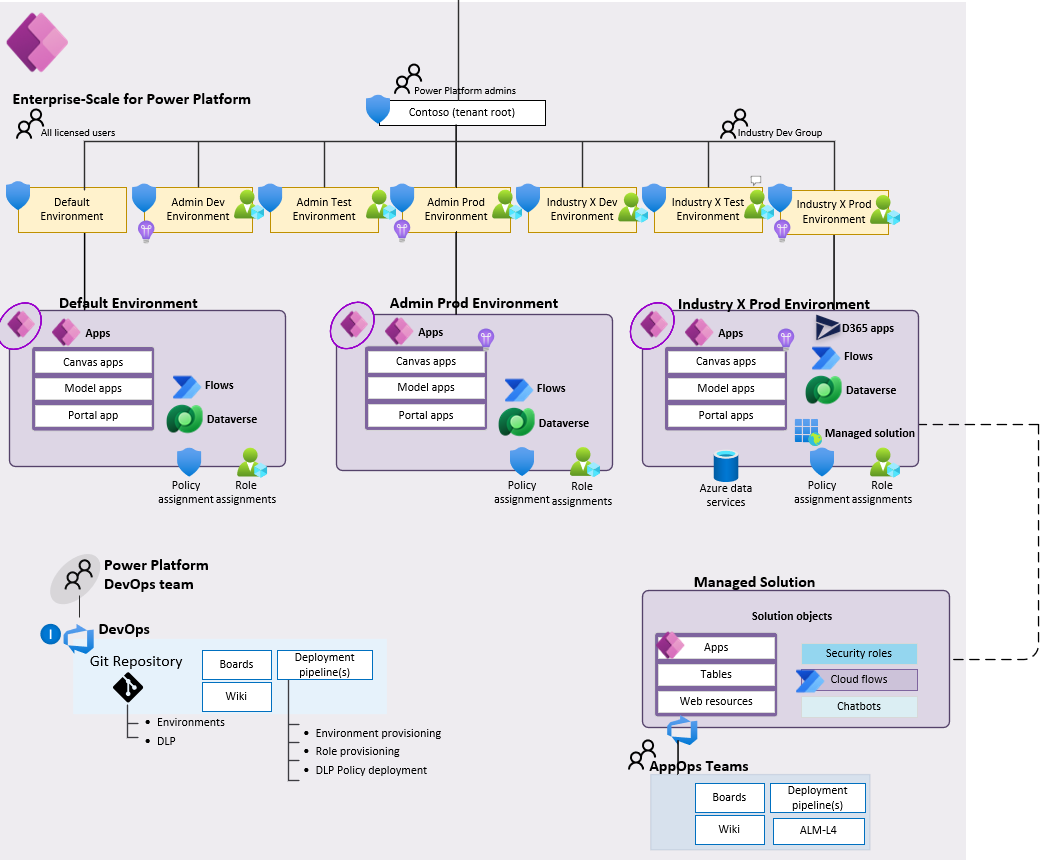 Power Platform admins
Enterprise-Scale for Power Platform
Contoso (tenant root)
All licensed users
Industry Dev Group
Default
Environment
Admin Dev
Environment
Admin Test
Environment
Admin Prod
Environment
Industry X Dev
Environment
Industry X Test
Environment
Industry X Prod
Environment
Default Environment
Apps
Canvas apps
Model apps
Portal app
Flows
Dataverse
Policy
assignment
Role
assignments
Admin Prod Environment
Apps
Canvas apps
Model apps
Portal apps
Flows
Dataverse
Policy
assignment
Role
assignments
Industry X Prod Environment
Apps
Canvas apps
Model apps
Portal apps
D365 apps
Flows
Dataverse
Managed solution
Azure data
services
Policy
assignment
Role
assignments
Power Platform
DevOps team
I
DevOps
Git Repository
Boards
Wiki
Deployment
pipeline(s)
• Environments
• DLP
• Environment provisioning
• Role provisioning
• DLP Policy deployment
Managed Solution
Solution objects
Apps
Tables
Web resources
Security roles
Cloud flows
Chatbots
AppOps Teams
Boards
Deployment
pipeline(s)
Wiki
ALM-L4